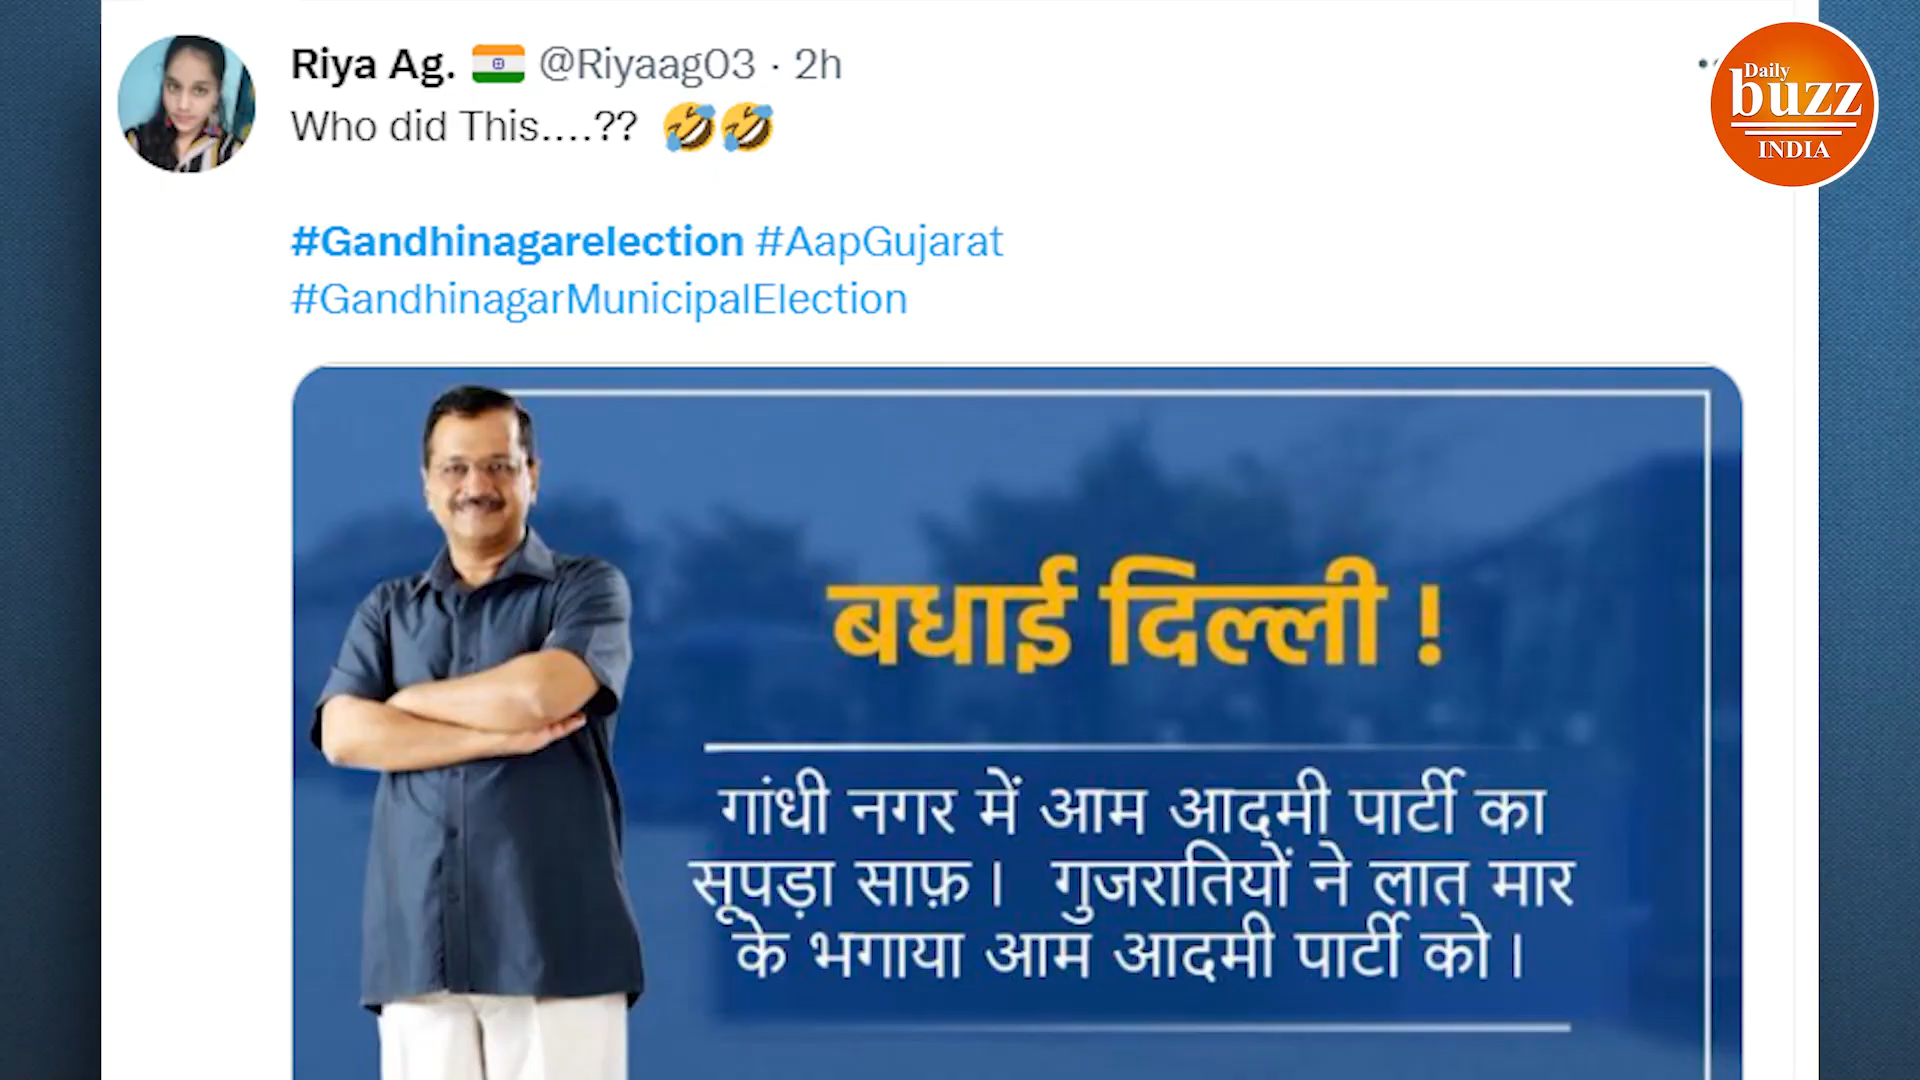 Riya Ag. 🇮🇳 @Riyaag03 · 2h
Who did This....?? 🤣🤣
#Gandhinagarelection #AapGujarat
#GandhinagarMunicipalElection
बधाई दिल्ली !
गांधी नगर में आम आदमी पार्टी का
सूपड़ा साफ़। गुजरातियों ने लात मार
के भगाया आम आदमी पार्टी को।
Daily
buzz
INDIA